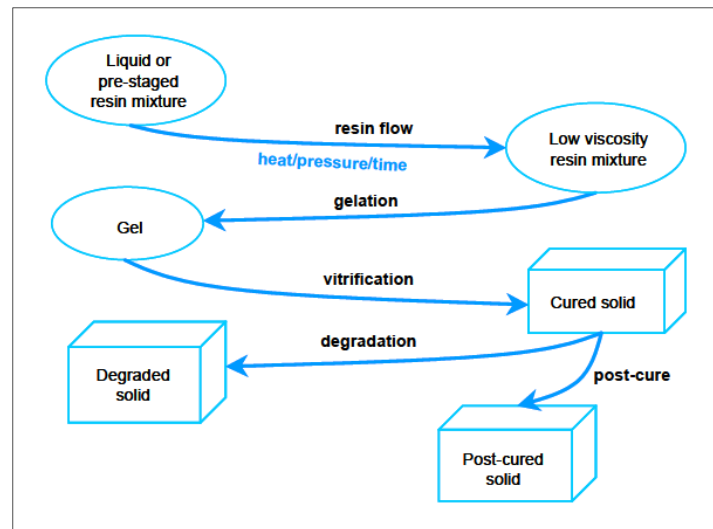 Liquid or
pre-staged
resin mixture
resin flow
heat/pressure/time
Low viscosity
resin mixture
gelation
Gel
vitrification
Cured solid
degradation
Degraded
solid
post-cure
Post-cured
solid